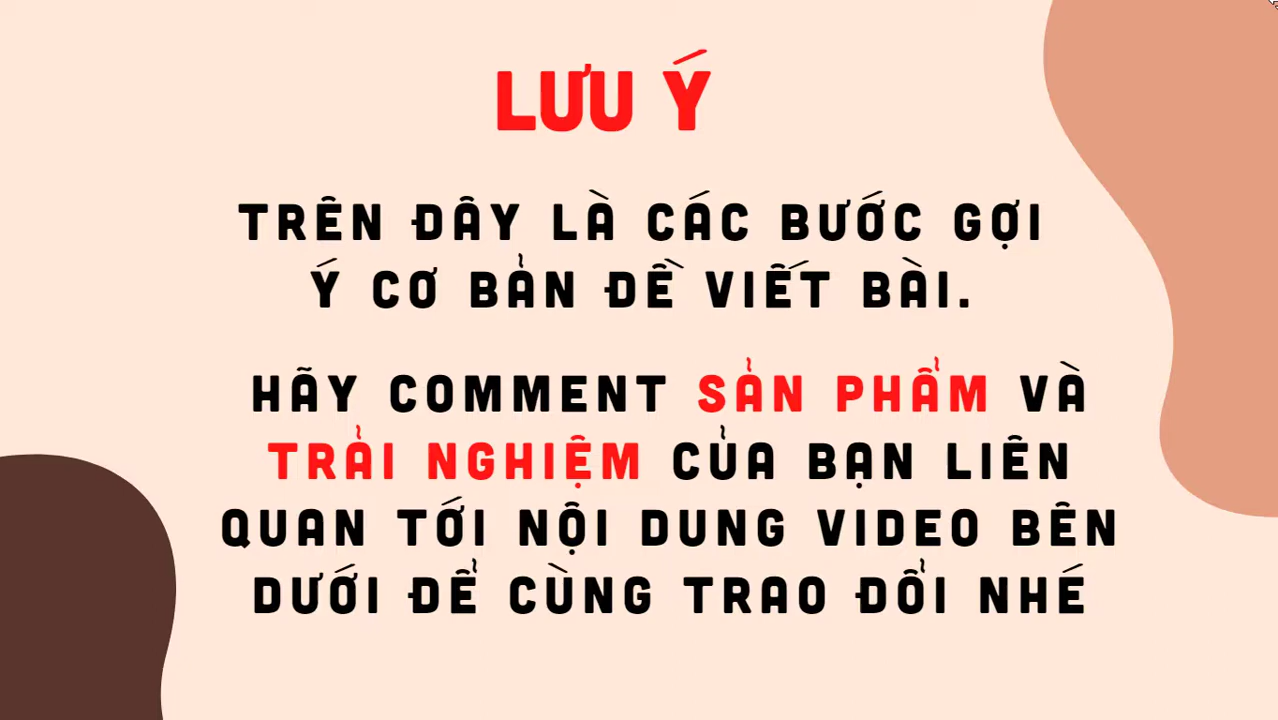 LƯU Ý
TRÊN ĐÂY LÀ CÁC BƯỚC GỢI
Ý CƠ BẢN ĐỀ VIẾT BÀI.
HÃY COMMENT SẢN PHẨM VÀ
TRẢI NGHIỆM CỦA BẠN LIÊN
QUAN TỚI NỘI DUNG VIDEO BÊN
DƯỚI ĐỂ CÙNG TRAO ĐỔI NHÉ